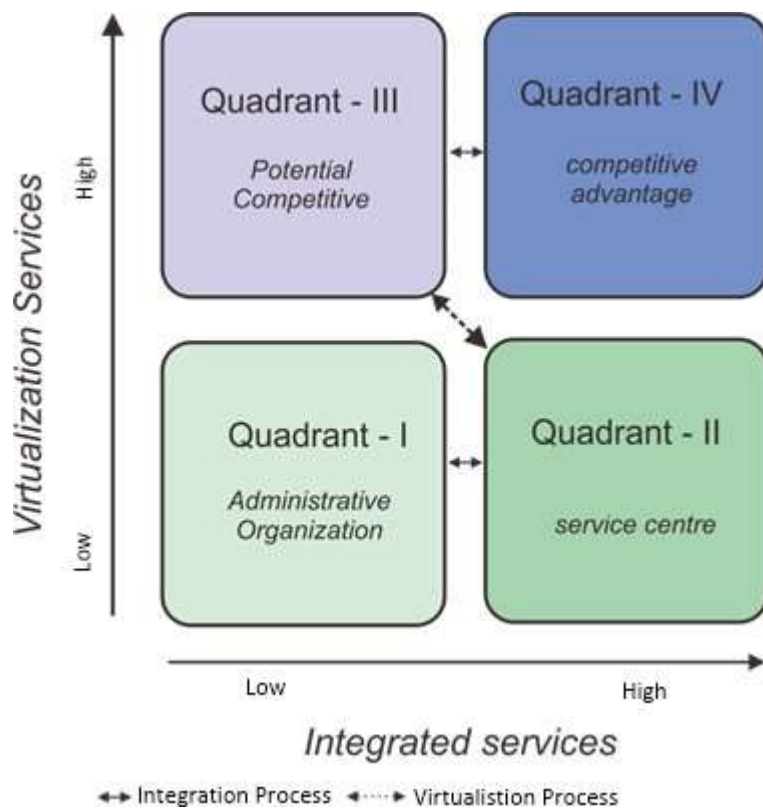 Virtualization Services
High
Low
Quadrant - III
Potential
Competitive
Quadrant - IV
competitive
advantage
Quadrant - I
Administrative
Organization
Quadrant - II
service centre
Low
High
Integrated services
Integration Process
Virtualistion Process